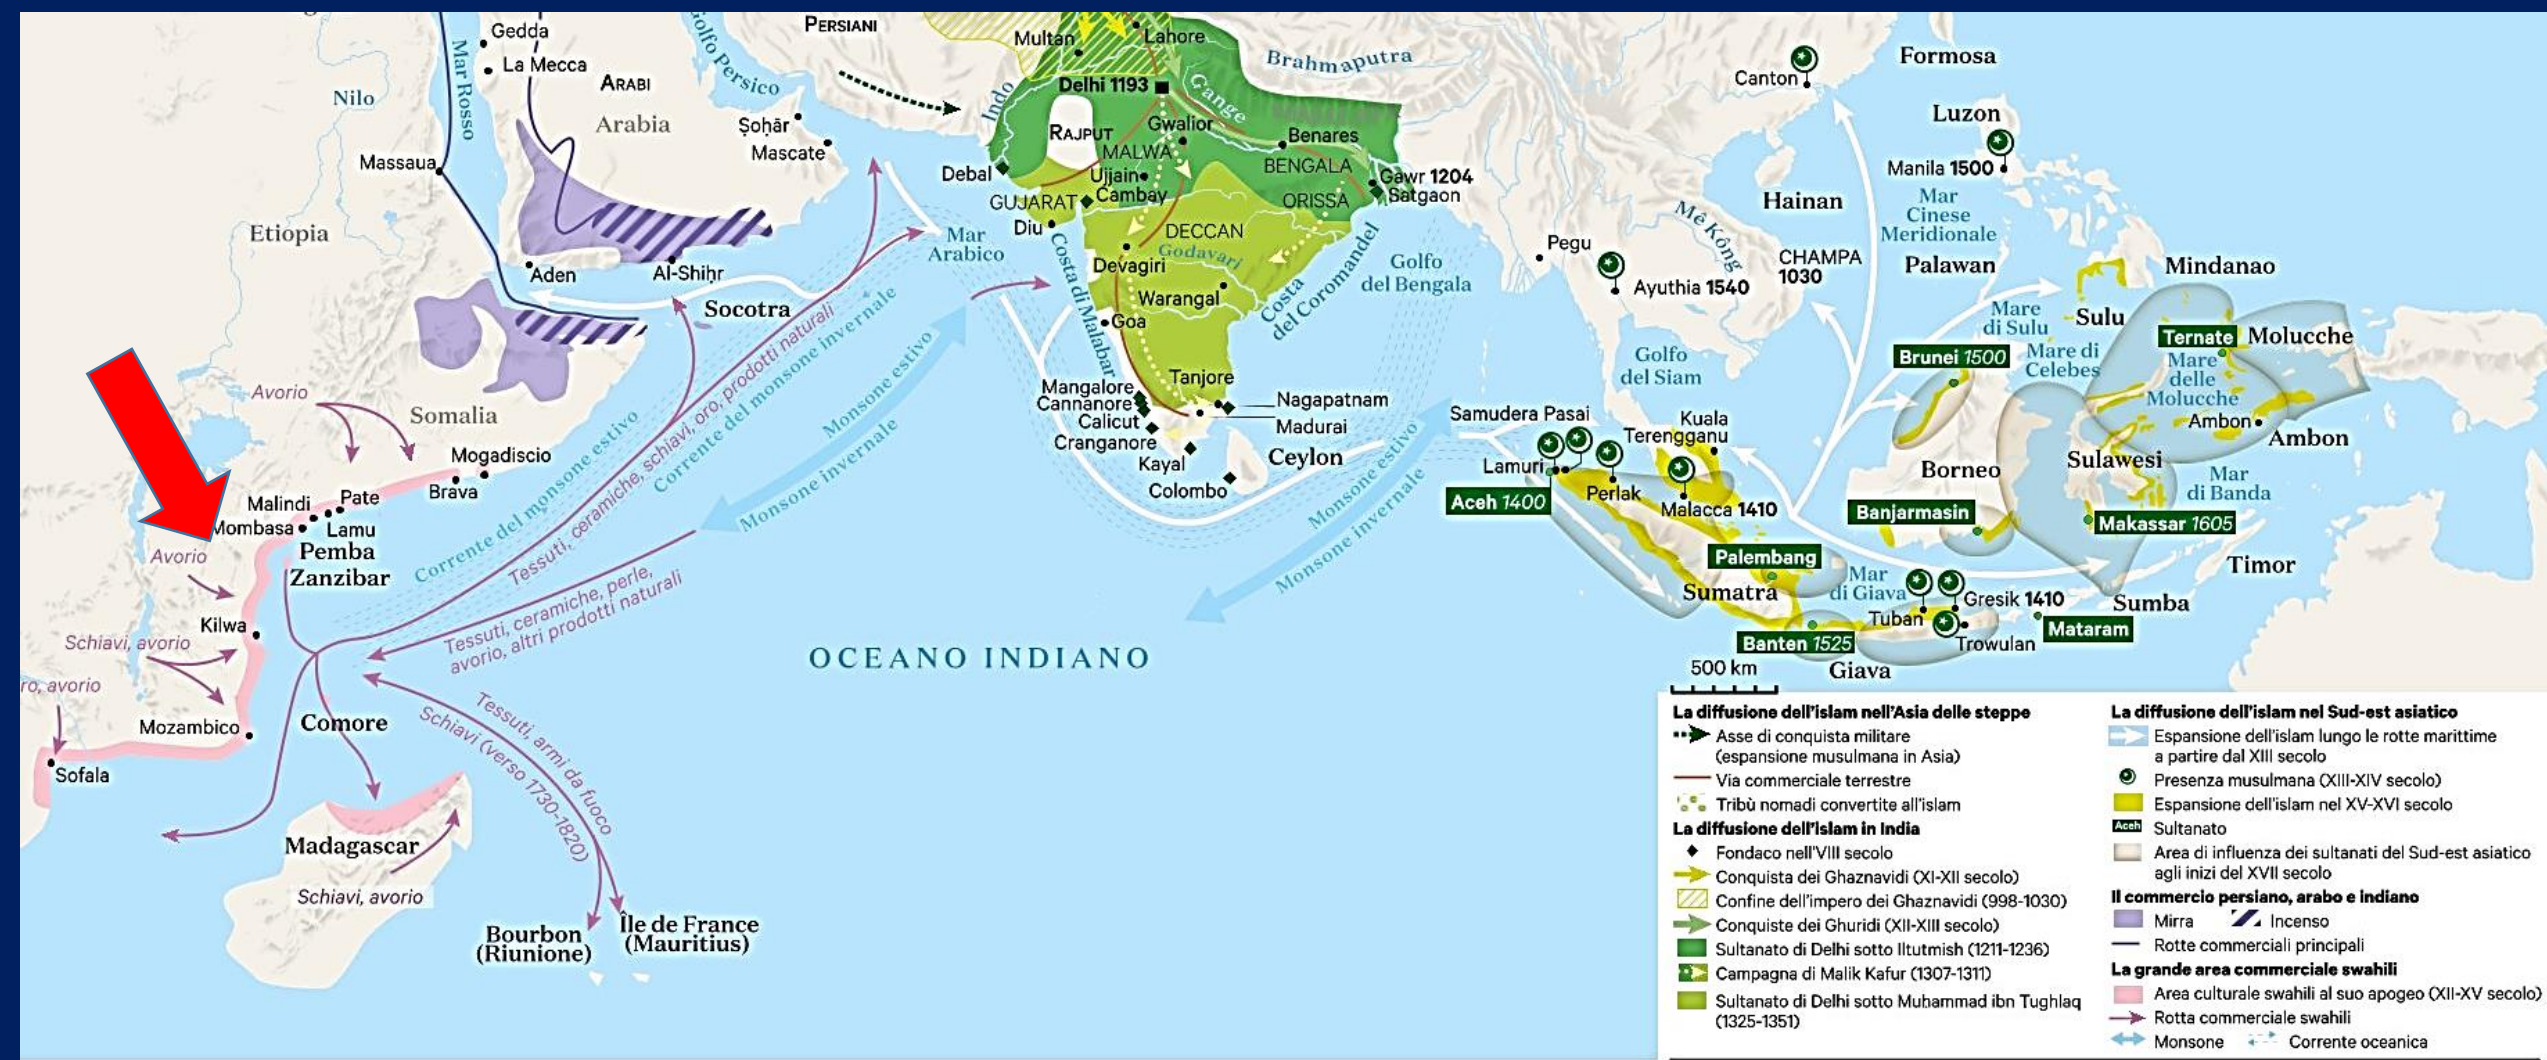 Gedda
La Mecca
ARABI
Arabia
Mar Rosso
Golfo Persico
PERSIANI
Nilo
Ṣoḥār
Mascate
Massaua
Etiopia
Aden
Al-Shiḥr
Socotra
Avorio
Somalia
Mogadiscio
Brava
Pate
Malindi
Lamu
Mombasa
Pemba
Zanzibar
Avorio
Kilwa
Schiavi, avorio
ro, avorio
Mozambico
Sofala
Comore
Madagascar
Schiavi, avorio
Bourbon
(Riunione)
Île de France
(Mauritius)
Tessuti, armi da fuoco
Schiavi (verso 1730-1820)
Tessuti, ceramiche, perle,
avorio, altri prodotti naturali
Corrente del monsone estivo
Tessuti, ceramiche, schiavi, oro, prodotti naturali
Corrente del monsone invernale
Monsone estivo
Monsone invernale
OCEANO INDIANO
Mar
Arabico
Multan
Lahore
Delhi 1193
Indo
Gange
Brahmaputra
RAJPUT
Gwalior
MALWA
Benares
BENGALA
Debal
Ujjain
Cambay
GUJARAT
Gawr 1204
Satgaon
ORISSA
Diu
DECCAN
Godavari
Devagiri
Warangal
Costa di Malabar
Costa
del Coromandel
Golfo
del Bengala
Goa
Tanjore
Mangalore
Cannanore
Calicut
Cranganore
Nagapatnam
Madurai
Kayal
Ceylon
Colombo
Monsone estivo
Monsone invernale
Canton
Formosa
Luzon
Manila 1500
Hainan
Mar
Cinese
Meridionale
Mê Kông
Pegu
Ayuthia 1540
CHAMPA
1030
Palawan
Mindanao
Mare
di Sulu
Sulu
Golfo
del Siam
Brunei 1500
Mare di
Celebes
Ternate
Molucche
Mare
delle
Molucche
Ambon
Ambon
Samudera Pasai
Kuala
Terengganu
Lamuri
Perlak
Aceh 1400
Malacca 1410
Borneo
Sulawesi
Mar
di Banda
Banjarmasin
Makassar 1605
Palembang
Sumatra
Mar
di Giava
Timor
Gresik 1410
Sumba
Tuban
Mataram
Banten 1525
Trowulan
Giava
500 km
La diffusione dell'islam nell'Asia delle steppe
Asse di conquista militare
(espansione musulmana in Asia)
Via commerciale terrestre
Tribù nomadi convertite all'islam
La diffusione dell'islam in India
Fondaco nell'VIII secolo
Conquista dei Ghaznavidi (XI-XII secolo)
Confine dell'impero dei Ghaznavidi (998-1030)
Conquiste dei Ghuridi (XII-XIII secolo)
Sultanato di Delhi sotto Iltutmish (1211-1236)
Campagna di Malik Kafur (1307-1311)
Sultanato di Delhi sotto Muhammad ibn Tughlaq
(1325-1351)
La diffusione dell'islam nel Sud-est asiatico
Espansione dell'islam lungo le rotte marittime
a partire dal XIII secolo
Presenza musulmana (XIII-XIV secolo)
Espansione dell'islam nel XV-XVI secolo
Aceh Sultanato
Area di influenza dei sultanati del Sud-est asiatico
agli inizi del XVII secolo
Il commercio persiano, arabo e indiano
Mirra Incenso
Rotte commerciali principali
La grande area commerciale swahili
Area culturale swahili al suo apogeo (XII-XV secolo)
Rotta commerciale swahili
Monsone Corrente oceanica